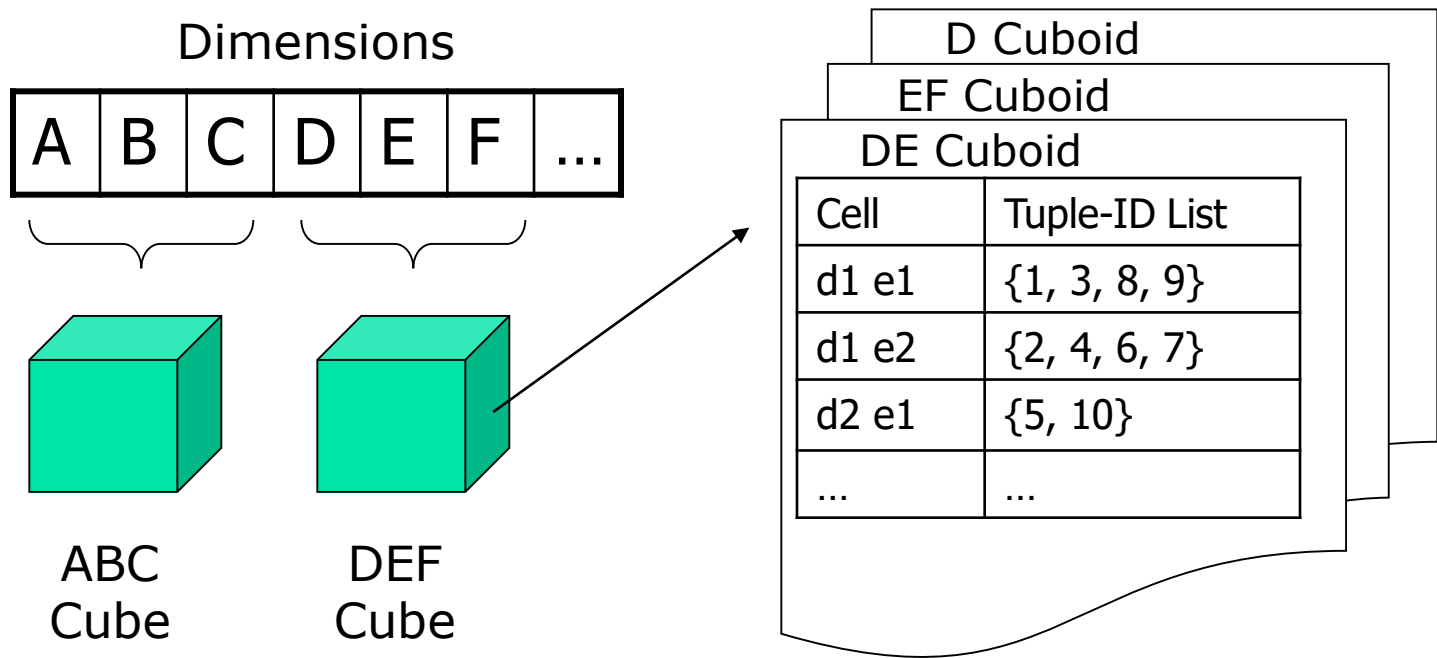 Dimensions
A B C D E F ...
ABC
Cube
DEF
Cube
D Cuboid
EF Cuboid
DE Cuboid
Cell Tuple-ID List
d1 e1 {1, 3, 8, 9}
d1 e2 {2, 4, 6, 7}
d2 e1 {5, 10}
... ...